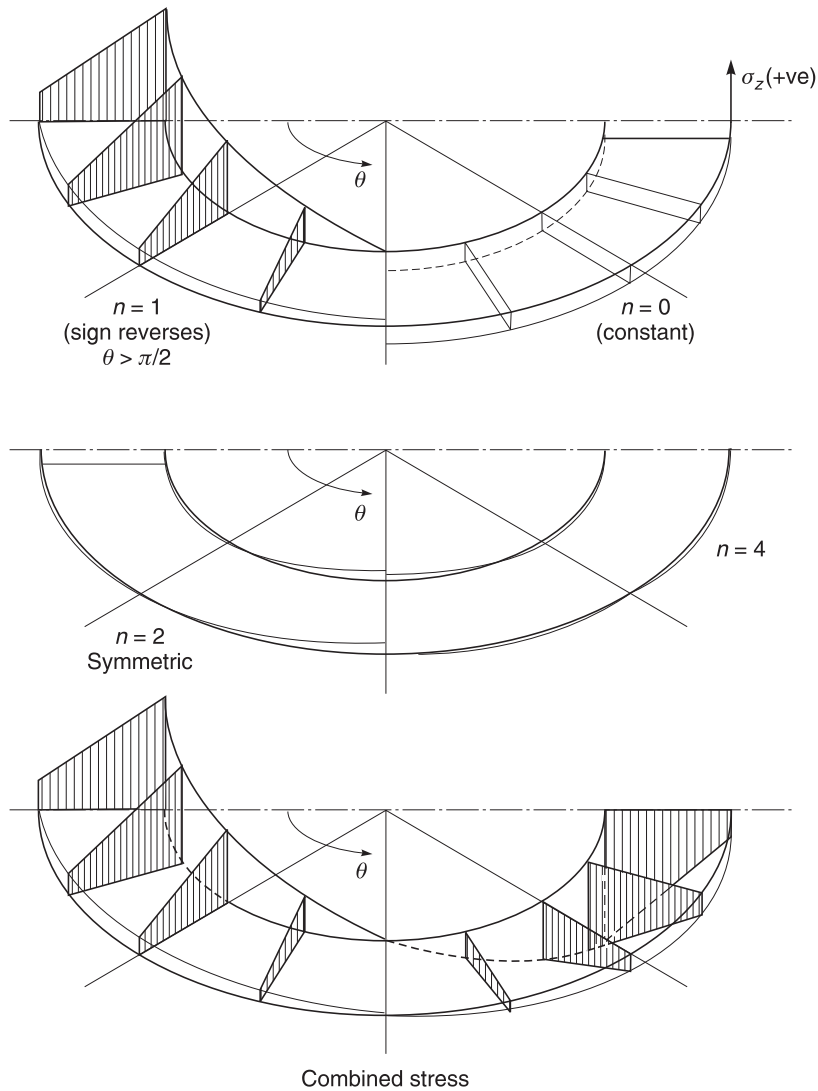 σz(+ve)
θ
n = 1
(sign reverses)
θ > π/2
n = 0
(constant)
θ
n = 4
n = 2
Symmetric
θ
Combined stress